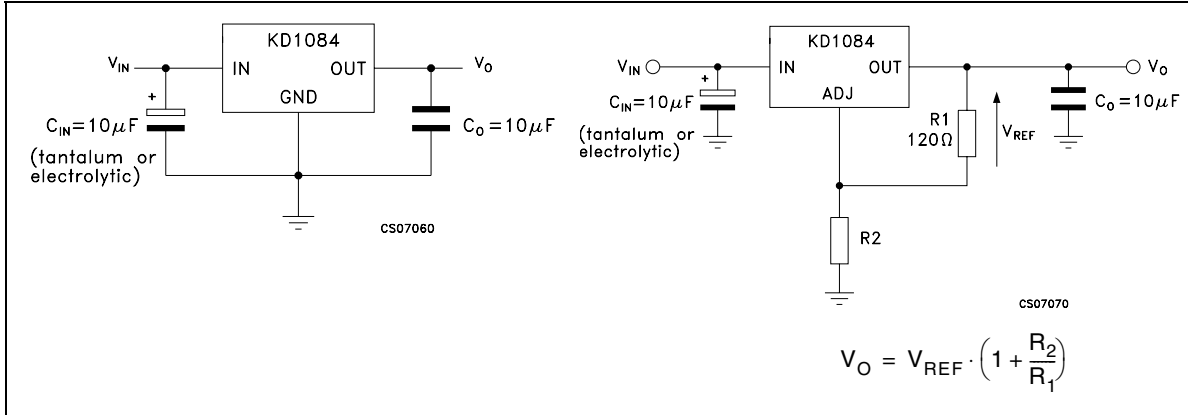 KD1084
V_IN
IN
OUT
V_O
GND
+
C_IN=10μF
(tantalum or
electrolytic)
C_O=10μF
CS07060
KD1084
V_IN
IN
OUT
V_O
ADJ
+
C_IN=10μF
(tantalum or
electrolytic)
R1
120Ω
V_REF
C_O=10μF
R2
CS07070
V_O = V_REF · (1 + R_2/R_1)